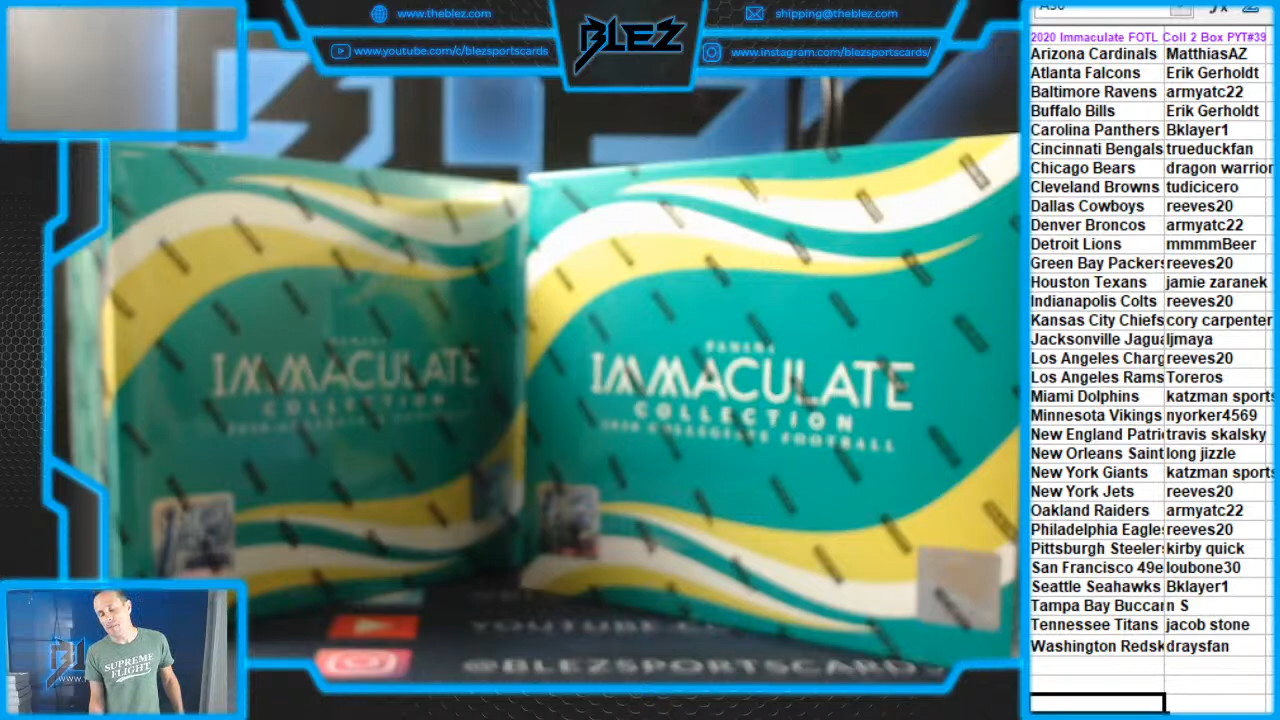 www.theblez.com
shipping@theblez.com
BLEZ
www.youtube.com/c/blezsportscards
www.instagram.com/blezsportscards/
2020 Immaculate FOTL Coll 2 Box PYT#39
Arizona Cardinals MatthiasAZ
Atlanta Falcons Erik Gerholdt
Baltimore Ravens armyatc22
Buffalo Bills Erik Gerholdt
Carolina Panthers Bklayer1
Cincinnati Bengals trueduckfan
Chicago Bears dragon warrior
Cleveland Browns tudicicero
Dallas Cowboys reeves20
Denver Broncos armyatc22
Detroit Lions mmmmBeer
Green Bay Packers reeves20
Houston Texans jamie zaranek
Indianapolis Colts reeves20
Kansas City Chiefs cory carpenter
Jacksonville Jagua ljmaya
Los Angeles Charg reeves20
Los Angeles Rams Toreros
Miami Dolphins katzman sports
Minnesota Vikings nyorker4569
New England Patri travis skalsky
New Orleans Saint long jizzle
New York Giants katzman sports
New York Jets reeves20
Oakland Raiders armyatc22
Philadelphia Eagles reeves20
Pittsburgh Steelers kirby quick
San Francisco 49e loubone30
Seattle Seahawks Bklayer1
Tampa Bay Buccan n S
Tennessee Titans jacob stone
Washington Redsk draysfan
PANINI
IMMACULATE
COLLECTION
PANINI
IMMACULATE
COLLECTION
2020 COLLEGIATE FOOTBALL
@BLEZSPORTSCARDS
SUPREME
FLIGHT